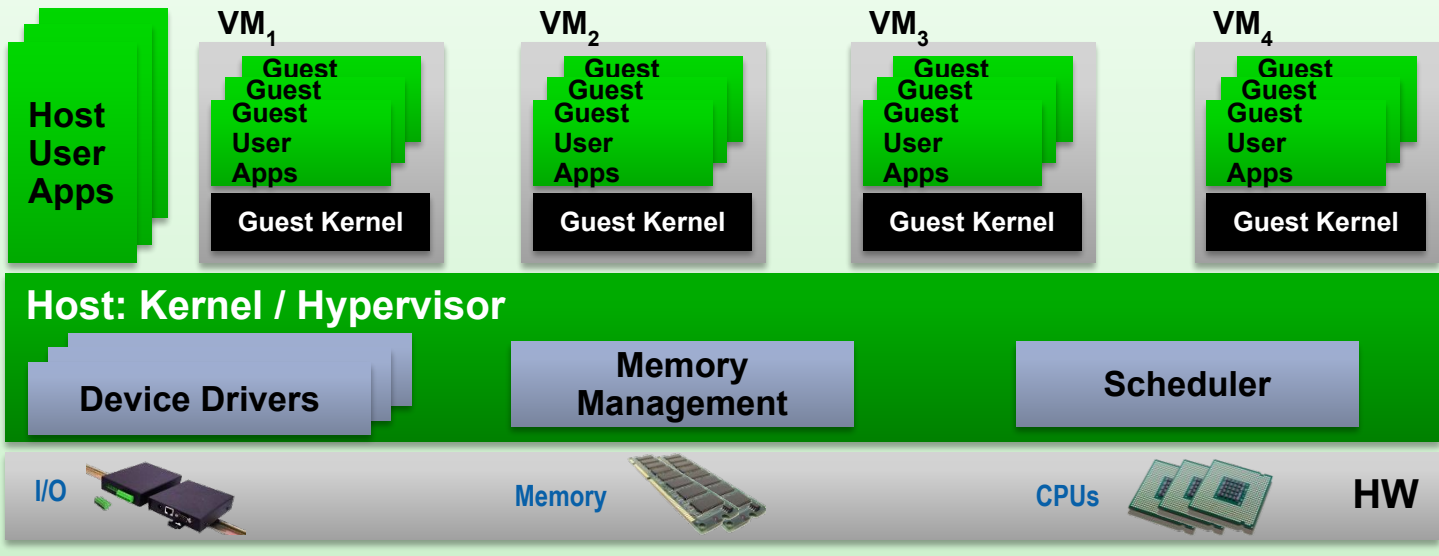 VM1
VM2
VM3
VM4
Host
User
Apps
Guest
Guest
Guest
User
Apps
Guest Kernel
Guest
Guest
Guest
User
Apps
Guest Kernel
Guest
Guest
Guest
User
Apps
Guest Kernel
Guest
Guest
Guest
User
Apps
Guest Kernel
Host: Kernel / Hypervisor
Device Drivers
Memory
Management
Scheduler
I/O
Memory
CPUs
HW